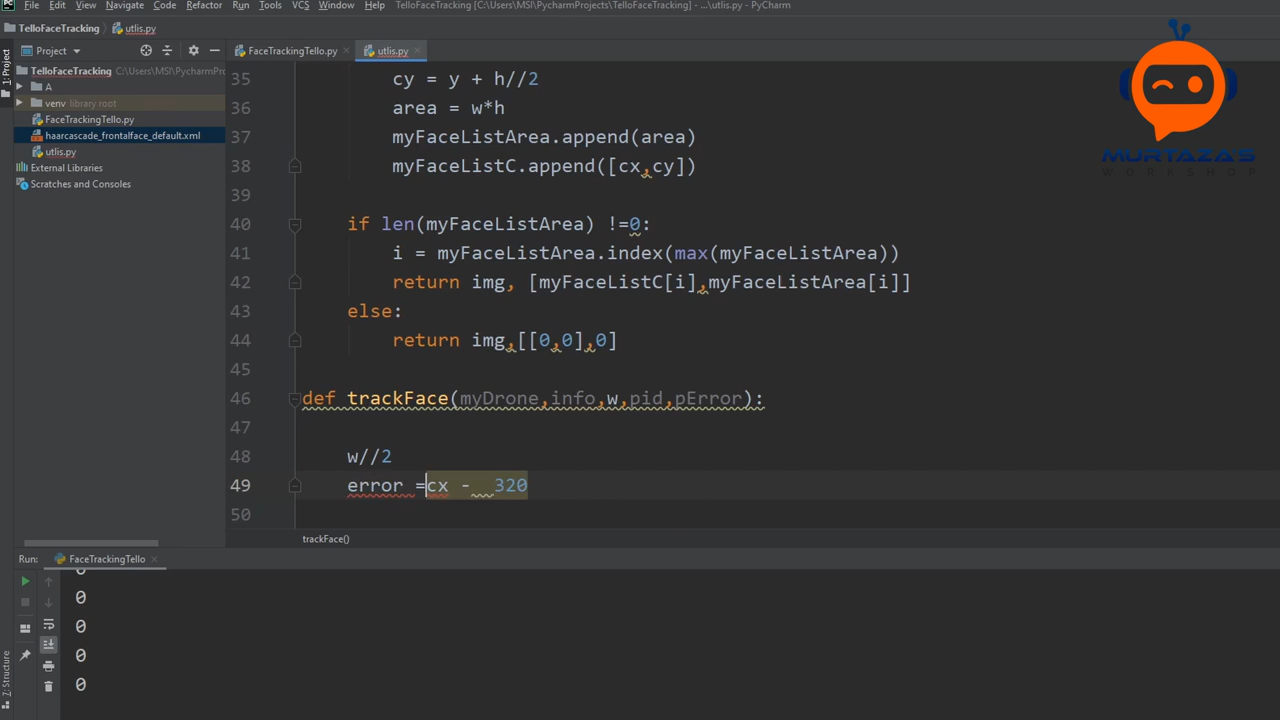 File Edit View Navigate Code Refactor Run Tools VCS Window Help TelloFaceTracking [C:\Users\MSI\PycharmProjects\TelloFaceTracking] - ...\utlis.py - PyCharm
TelloFaceTracking utlis.py
Project FaceTrackingTello.py utlis.py
1: Project
TelloFaceTracking C:\Users\MSI\PycharmPr
A
venv library root
FaceTrackingTello.py
haarcascade_frontalface_default.xml
utlis.py
External Libraries
Scratches and Consoles
35 cy = y + h//2
36 area = w*h
37 myFaceListArea.append(area)
38 myFaceListC.append([cx,cy])
39
40 if len(myFaceListArea) !=0:
41 i = myFaceListArea.index(max(myFaceListArea))
42 return img, [myFaceListC[i],myFaceListArea[i]]
43 else:
44 return img,[[0,0],0]
45
46 def trackFace(myDrone,info,w,pid,pError):
47
48 w//2
49 error =cx -  320
50
trackFace()
MURTAZA'S
WORKSHOP
Run: FaceTrackingTello
0
0
0
0
7: Structure